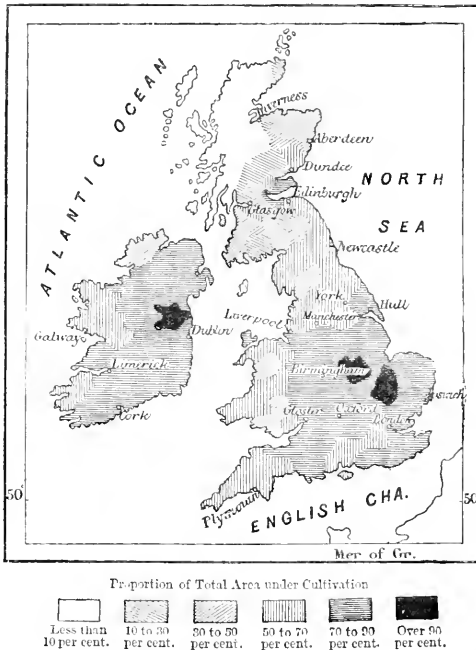 ATLANTIC OCEAN
NORTH
SEA
Inverness
Aberdeen
Dundee
Edinburgh
Glasgow
Newcastle
York
Hull
Manchester
Liverpool
Dublin
Galway
Limerick
Cork
Birmingham
Ipswich
Gloster
Oxford
London
Plymouth
ENGLISH CHA.
50°
50
Mer of Gr.
Proportion of Total Area under Cultivation
Less than 10 to 30 30 to 50 50 to 70 70 to 90 Over 90
10 per cent. per cent. per cent. per cent. per cent. per cent.